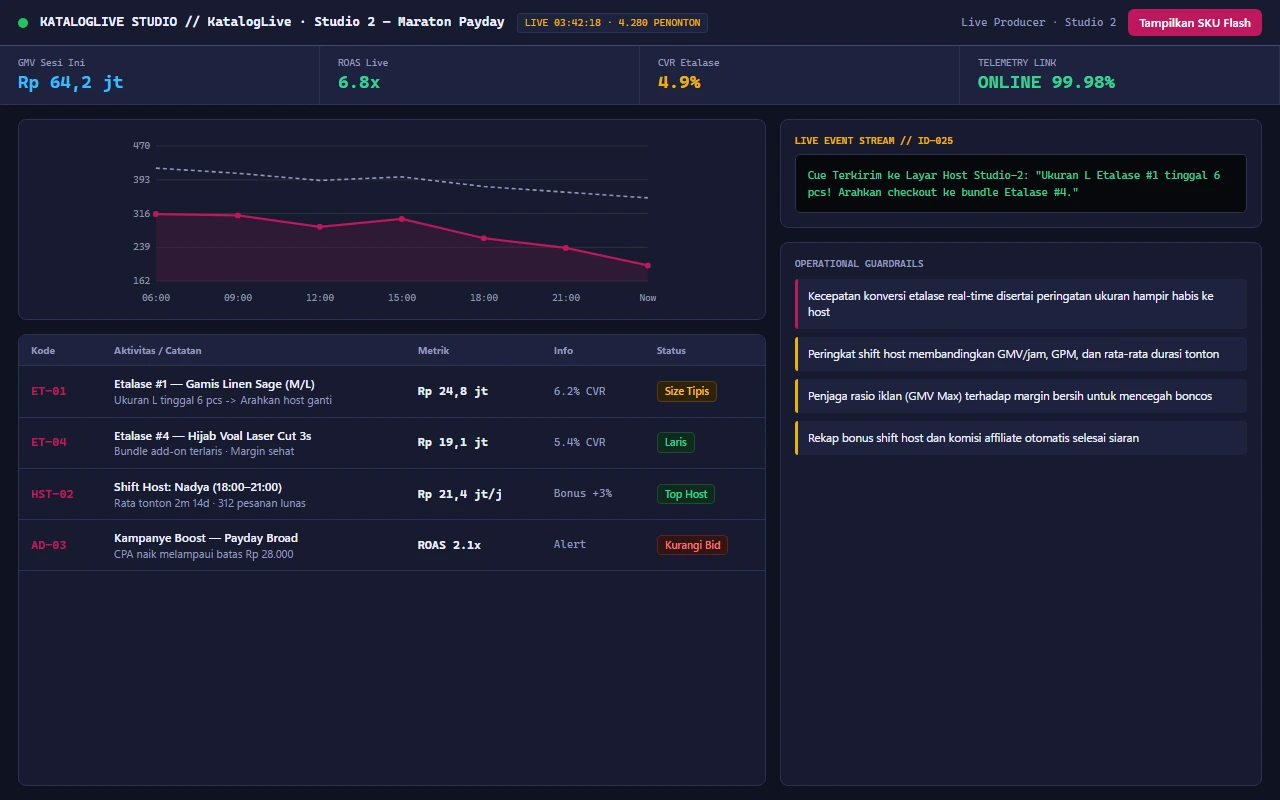 KATALOGLIVE STUDIO // KatalogLive · Studio 2 — Maraton Payday
LIVE 03:42:18 · 4.280 PENONTON
Live Producer · Studio 2
Tampilkan SKU Flash
GMV Sesi Ini
Rp 64,2 jt
ROAS Live
6.8x
CVR Etalase
4.9%
TELEMETRY LINK
ONLINE 99.98%
470
393
316
239
162
06:00 09:00 12:00 15:00 18:00 21:00 Now
Kode Aktivitas / Catatan Metrik Info Status
ET-01 Etalase #1 — Gamis Linen Sage (M/L) Rp 24,8 jt 6.2% CVR Size Tipis
Ukuran L tinggal 6 pcs -> Arahkan host ganti
ET-04 Etalase #4 — Hijab Voal Laser Cut 3s Rp 19,1 jt 5.4% CVR Laris
Bundle add-on terlaris · Margin sehat
HST-02 Shift Host: Nadya (18:00–21:00) Rp 21,4 jt/j Bonus +3% Top Host
Rata tonton 2m 14d · 312 pesanan lunas
AD-03 Kampanye Boost — Payday Broad ROAS 2.1x Alert Kurangi Bid
CPA naik melampaui batas Rp 28.000
LIVE EVENT STREAM // ID-025
Cue Terkirim ke Layar Host Studio-2: "Ukuran L Etalase #1 tinggal 6
pcs! Arahkan checkout ke bundle Etalase #4."
OPERATIONAL GUARDRAILS
Kecepatan konversi etalase real-time disertai peringatan ukuran hampir habis ke
host
Peringkat shift host membandingkan GMV/jam, GPM, dan rata-rata durasi tonton
Penjaga rasio iklan (GMV Max) terhadap margin bersih untuk mencegah boncos
Rekap bonus shift host dan komisi affiliate otomatis selesai siaran